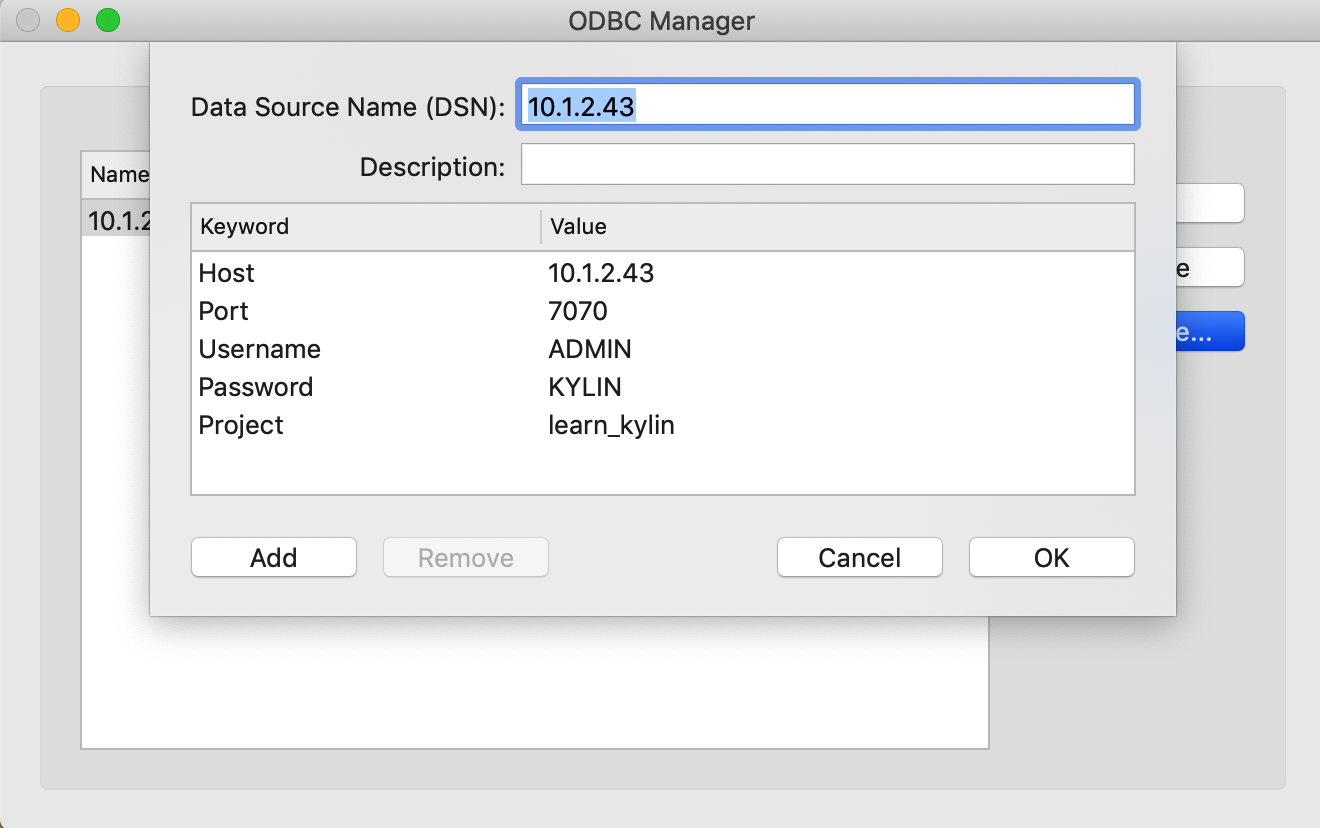 ODBC Manager
Data Source Name (DSN): 10.1.2.43
Description:
Name
10.1.2
Keyword Value
Host 10.1.2.43
Port 7070
Username ADMIN
Password KYLIN
Project learn_kylin
e
e...
Add Remove Cancel OK